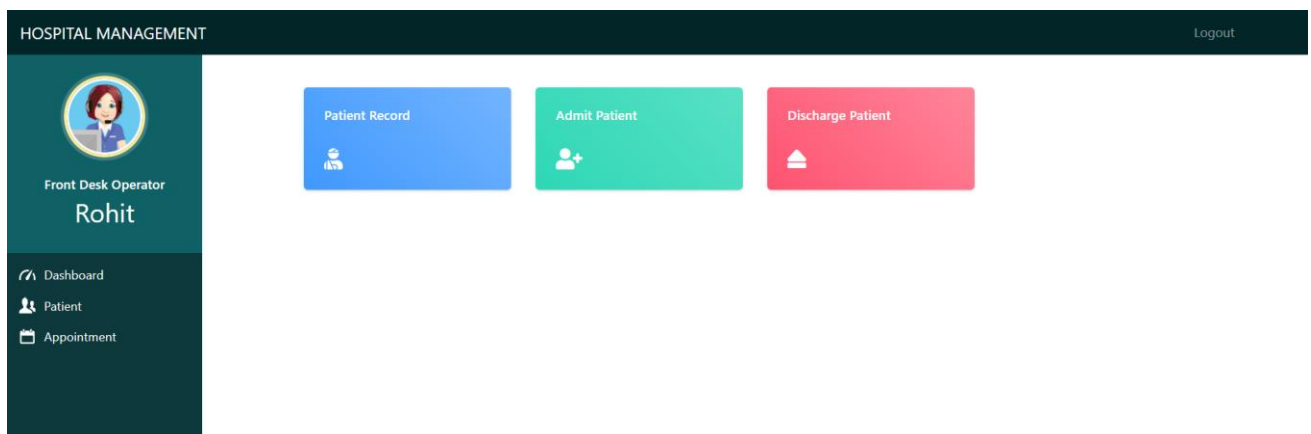 HOSPITAL MANAGEMENT
Logout
Front Desk Operator
Rohit
Dashboard
Patient
Appointment
Patient Record
Admit Patient
Discharge Patient